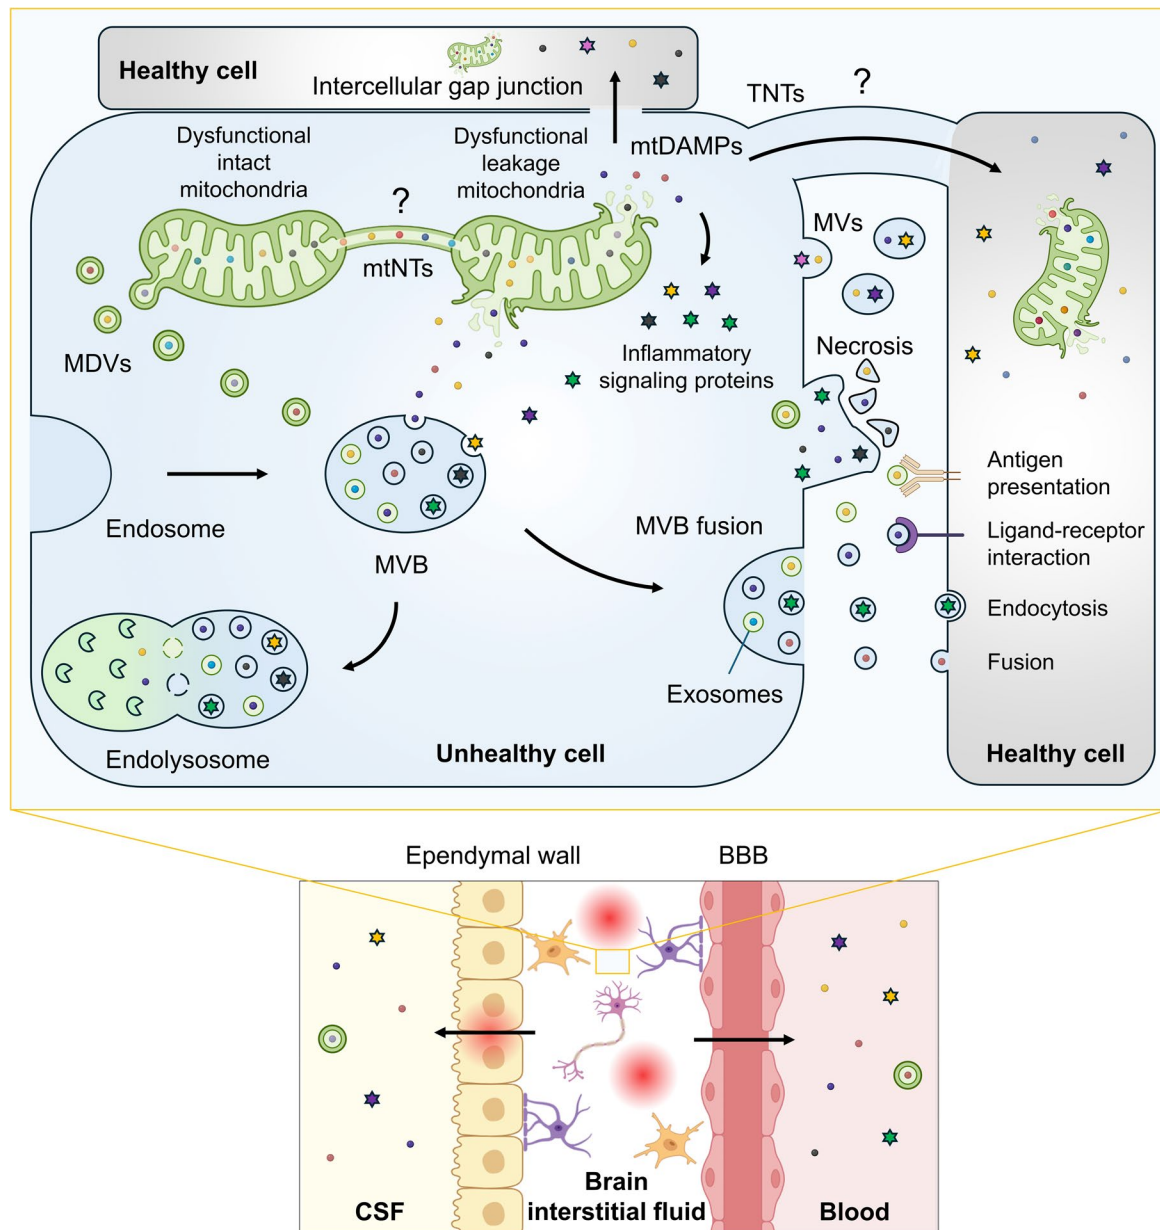 Healthy cell
Intercellular gap junction
TNTs
?
Dysfunctional
intact
mitochondria
Dysfunctional
leakage
mitochondria
mtDAMPs
?
mtNTs
MVs
MDVs
Inflammatory
signaling proteins
Necrosis
Antigen
presentation
Endosome
MVB
MVB fusion
Ligand-receptor
interaction
Endocytosis
Fusion
Exosomes
Endolysosome
Unhealthy cell
Healthy cell
Ependymal wall
BBB
CSF
Brain
interstitial fluid
Blood